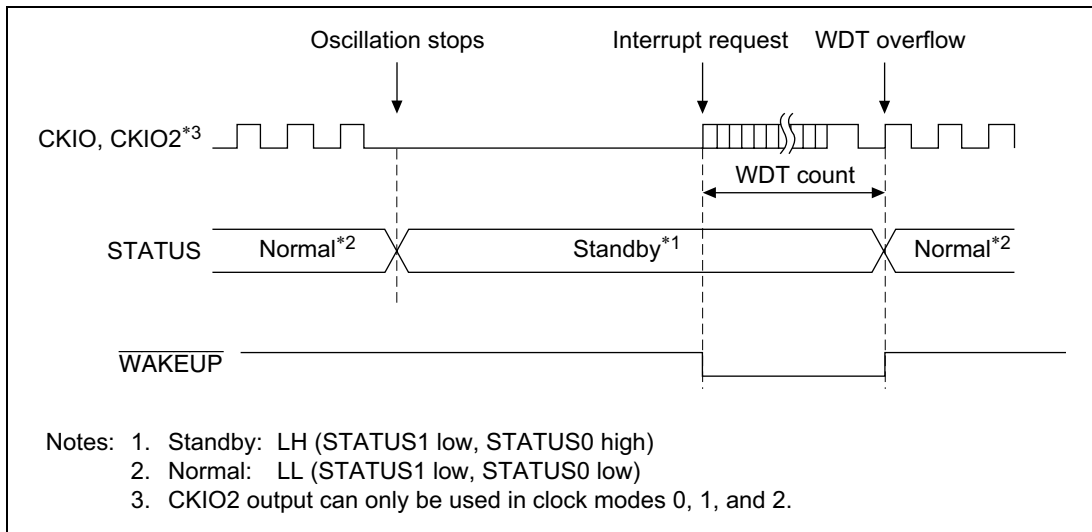 Oscillation stops Interrupt request WDT overflow
CKIO, CKIO2*3
WDT count
STATUS Normal*2 Standby*1 Normal*2
WAKEUP
Notes: 1. Standby: LH (STATUS1 low, STATUS0 high)
2. Normal: LL (STATUS1 low, STATUS0 low)
3. CKIO2 output can only be used in clock modes 0, 1, and 2.